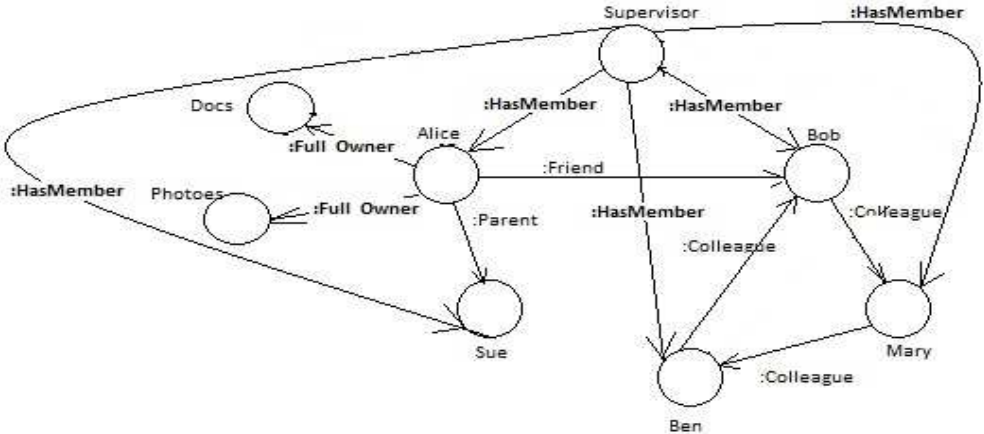 Supervisor
:HasMember
Docs
:HasMember
:HasMember
Alice
Bob
:Full Owner
:Friend
:HasMember
Photoes
:Full Owner
:HasMember
:Parent
:Colleague
:Colleague
Sue
Mary
:Colleague
Ben